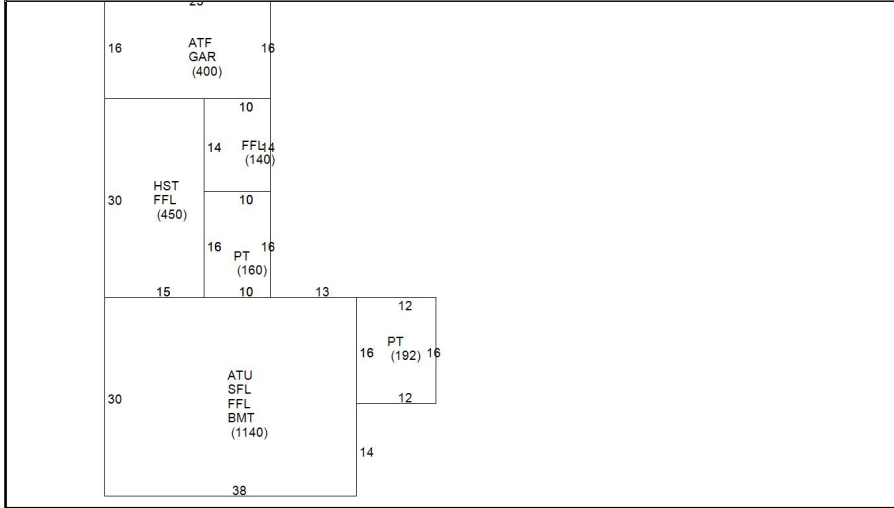 25
16
ATF
GAR
(400)
16
10
14
FFL
14
(140)
30
HST
FFL
(450)
10
16
PT
(160)
16
15
10
13
12
16
PT
(192)
16
12
30
ATU
SFL
FFL
BMT
(1140)
14
38